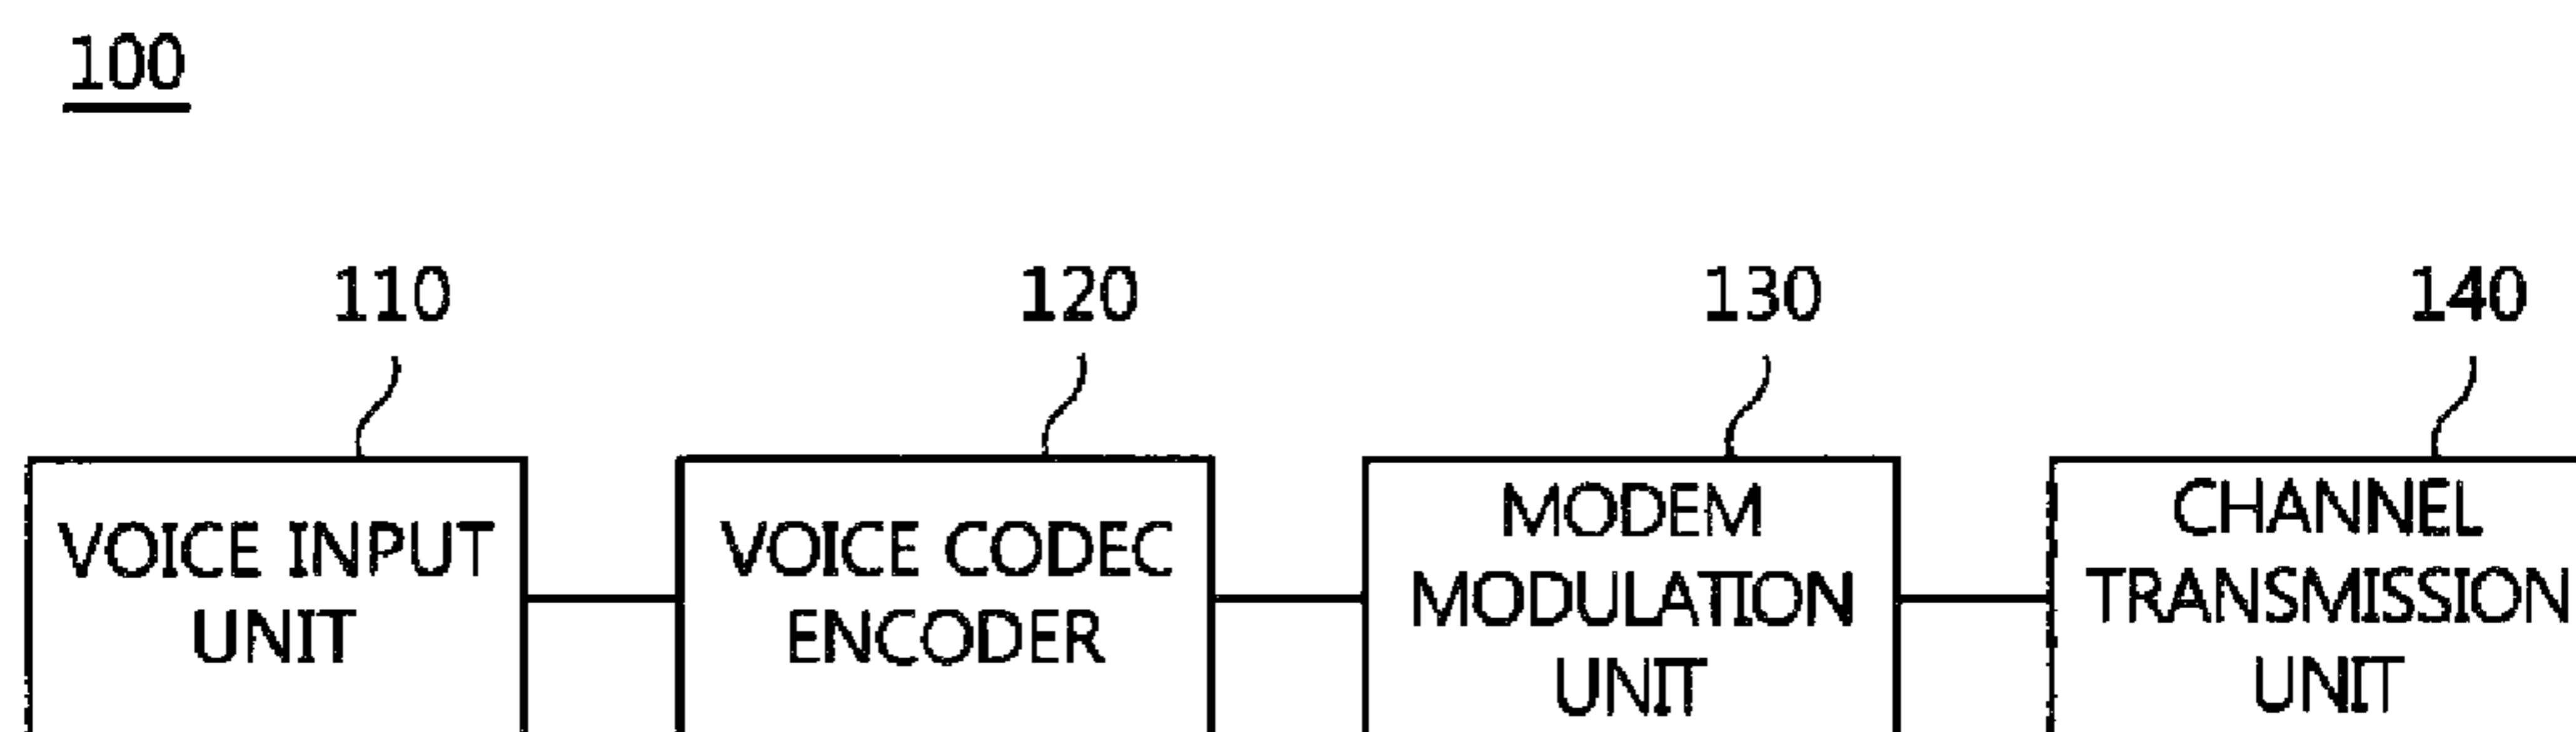 100
110
120
130
140
VOICE INPUT
UNIT
VOICE CODEC
ENCODER
MODEM
MODULATION
UNIT
CHANNEL
TRANSMISSION
UNIT